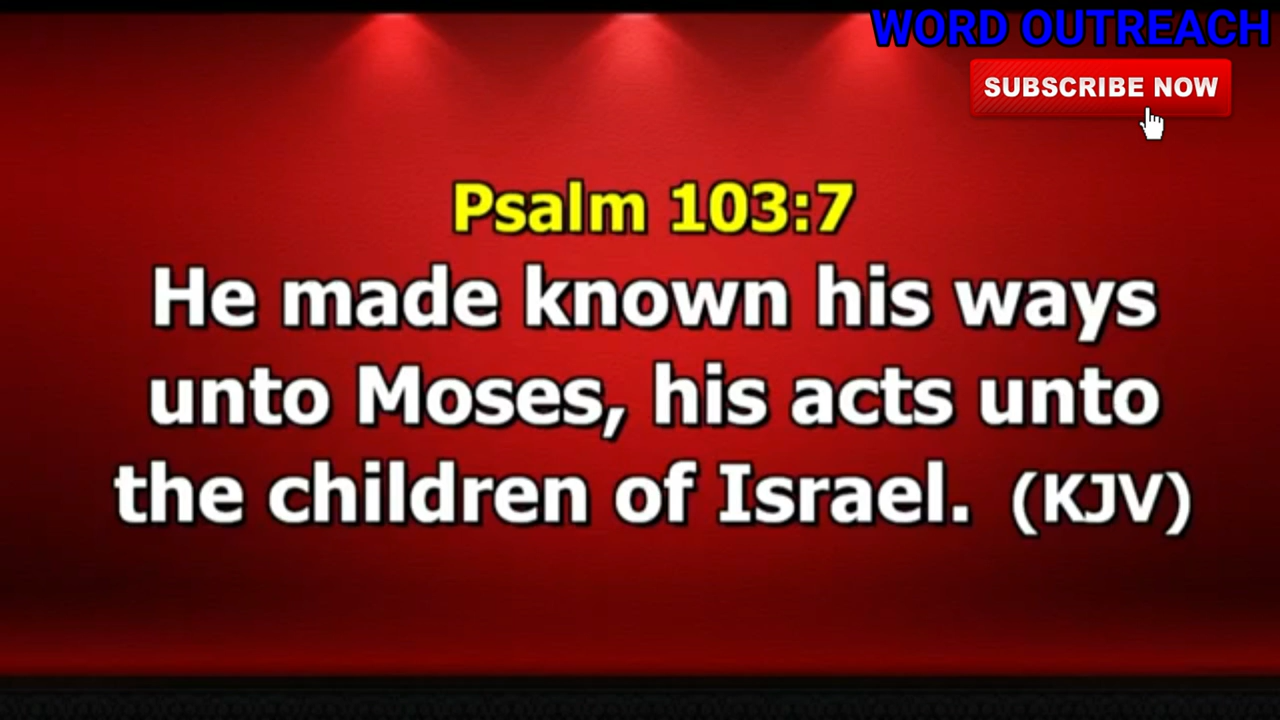 WORD OUTREACH
SUBSCRIBE NOW
Psalm 103:7
He made known his ways
unto Moses, his acts unto
the children of Israel. (KJV)